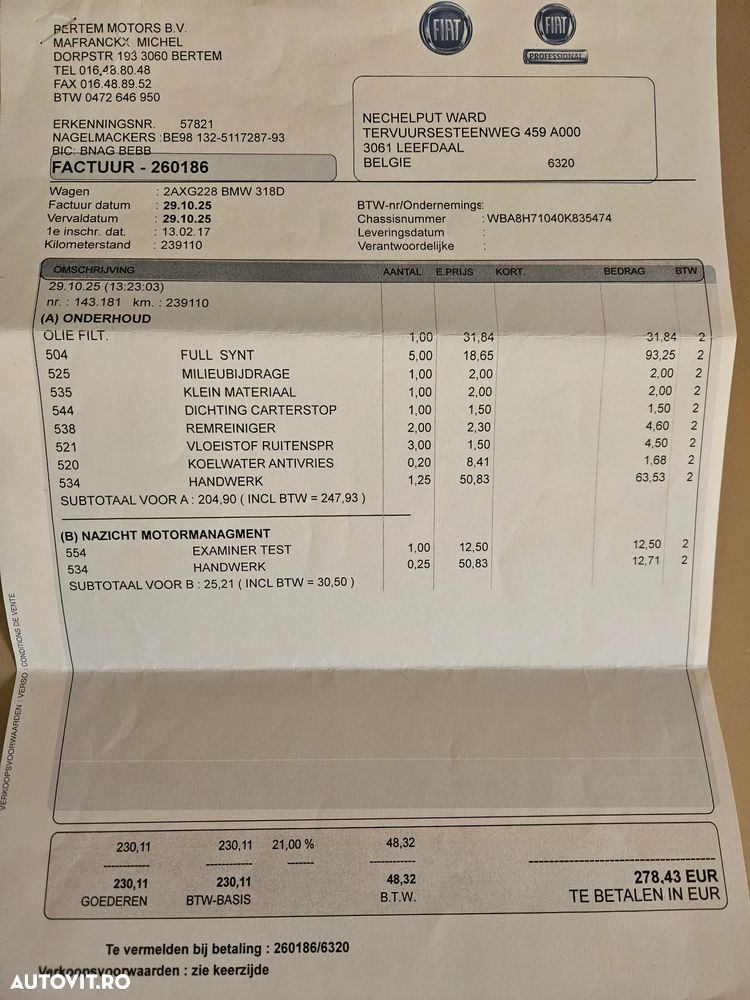 PERTEM MOTORS B.V.
MAFRANCKX MICHEL
DORPSTR 193 3060 BERTEM
TEL 016.48.80.48
FAX 016.48.89.52
BTW 0472 646 950
FIAT
FIAT
PROFESSIONAL
ERKENNINGSNR. 57821
NAGELMACKERS :BE98 132-5117287-93
BIC: BNAG BEBB
FACTUUR - 260186
NECHELPUT WARD
TERVUURSESTEENWEG 459 A000
3061 LEEFDAAL
BELGIE 6320
Wagen : 2AXG228 BMW 318D
Factuur datum : 29.10.25
Vervaldatum : 29.10.25
1e inschr. dat. : 13.02.17
Kilometerstand : 239110
BTW-nr/Ondernemings:
Chassisnummer : WBA8H71040K835474
Leveringsdatum :
Verantwoordelijke :
OMSCHRIJVING AANTAL E.PRIJS KORT. BEDRAG BTW
29.10.25 (13:23:03)
nr. : 143.181 km. : 239110
(A) ONDERHOUD
OLIE FILT. 1,00 31,84 31,84 2
504 FULL SYNT 5,00 18,65 93,25 2
525 MILIEUBIJDRAGE 1,00 2,00 2,00 2
535 KLEIN MATERIAAL 1,00 2,00 2,00 2
544 DICHTING CARTERSTOP 1,00 1,50 1,50 2
538 REMREINIGER 2,00 2,30 4,60 2
521 VLOEISTOF RUITENSPR 3,00 1,50 4,50 2
520 KOELWATER ANTIVRIES 0,20 8,41 1,68 2
534 HANDWERK 1,25 50,83 63,53 2
SUBTOTAAL VOOR A : 204,90 ( INCL BTW = 247,93 )
(B) NAZICHT MOTORMANAGMENT
554 EXAMINER TEST 1,00 12,50 12,50 2
534 HANDWERK 0,25 50,83 12,71 2
SUBTOTAAL VOOR B : 25,21 ( INCL BTW = 30,50 )
VERKOOPSVOORWAARDEN : VERSO : CONDITIONS DE VENTE
230,11 230,11 21,00 % 48,32
230,11 230,11 48,32 278,43 EUR
GOEDEREN BTW-BASIS B.T.W. TE BETALEN IN EUR
Te vermelden bij betaling : 260186/6320
Verkoopsvoorwaarden : zie keerzijde
AUTOVIT.RO